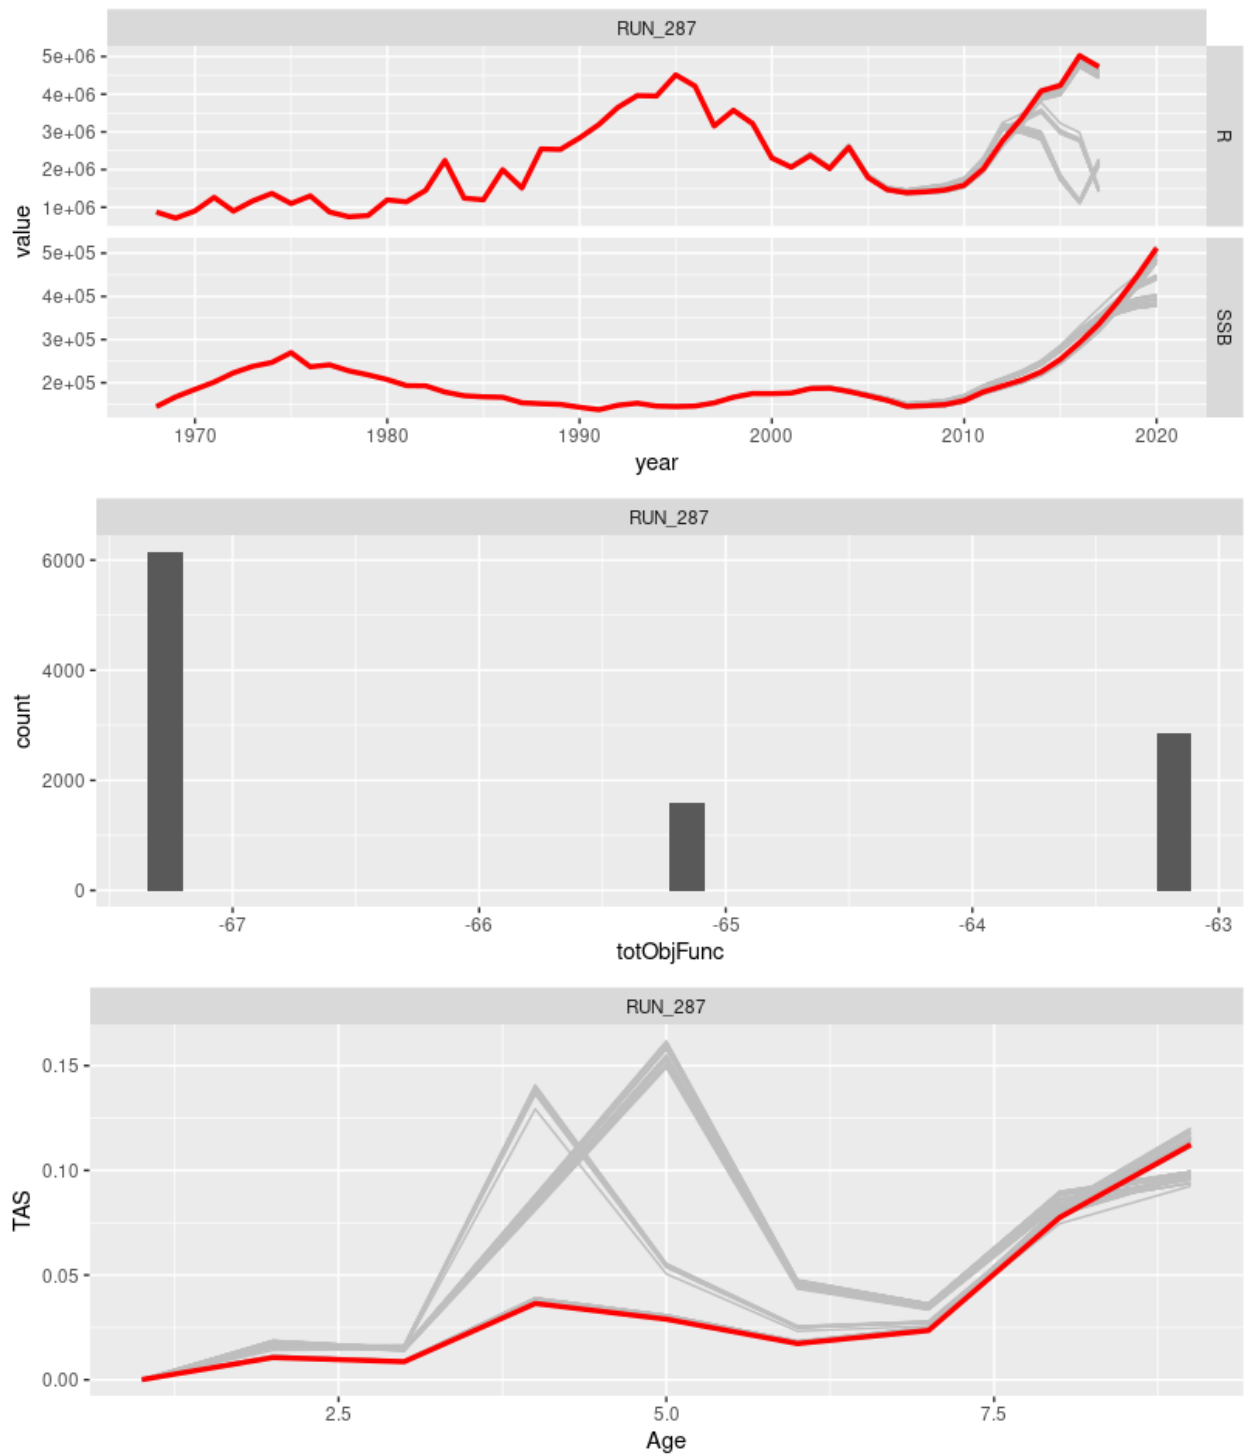 RUN_287
5e+06
4e+06
3e+06
2e+06
1e+06
R
value
5e+05
4e+05
3e+05
2e+05
SSB
1970 1980 1990 2000 2010 2020
year
RUN_287
6000
4000
2000
0
count
-67 -66 -65 -64 -63
totObjFunc
RUN_287
0.15
0.10
0.05
0.00
TAS
2.5 5.0 7.5
Age